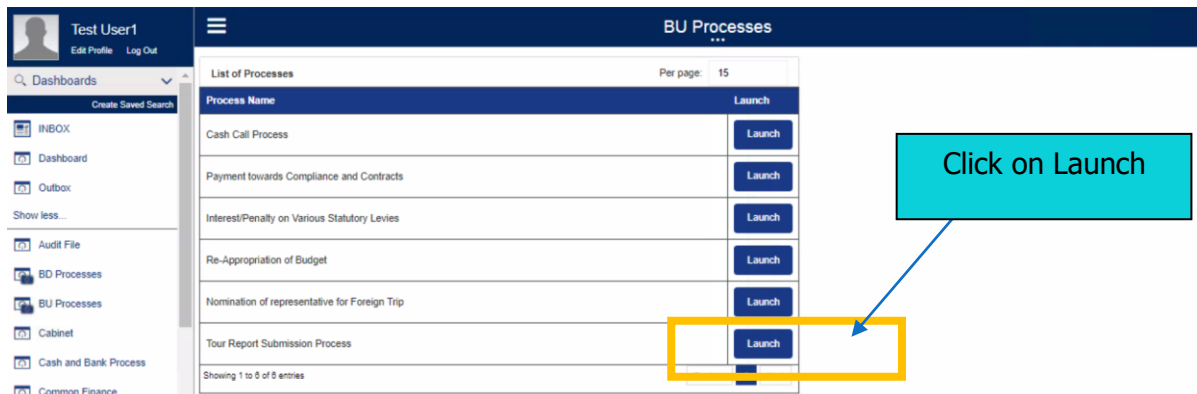 Test User1
Edit Profile Log Out
BU Processes
Dashboards
Create Saved Search
INBOX
Dashboard
Outbox
Show less...
Audit File
BD Processes
BU Processes
Cabinet
Cash and Bank Process
Common Finance
List of Processes Per page: 15
Process Name Launch
Cash Call Process Launch
Payment towards Compliance and Contracts Launch
Interest/Penalty on Various Statutory Levies Launch
Re-Appropriation of Budget Launch
Nomination of representative for Foreign Trip Launch
Tour Report Submission Process Launch
Showing 1 to 6 of 6 entries
Click on Launch